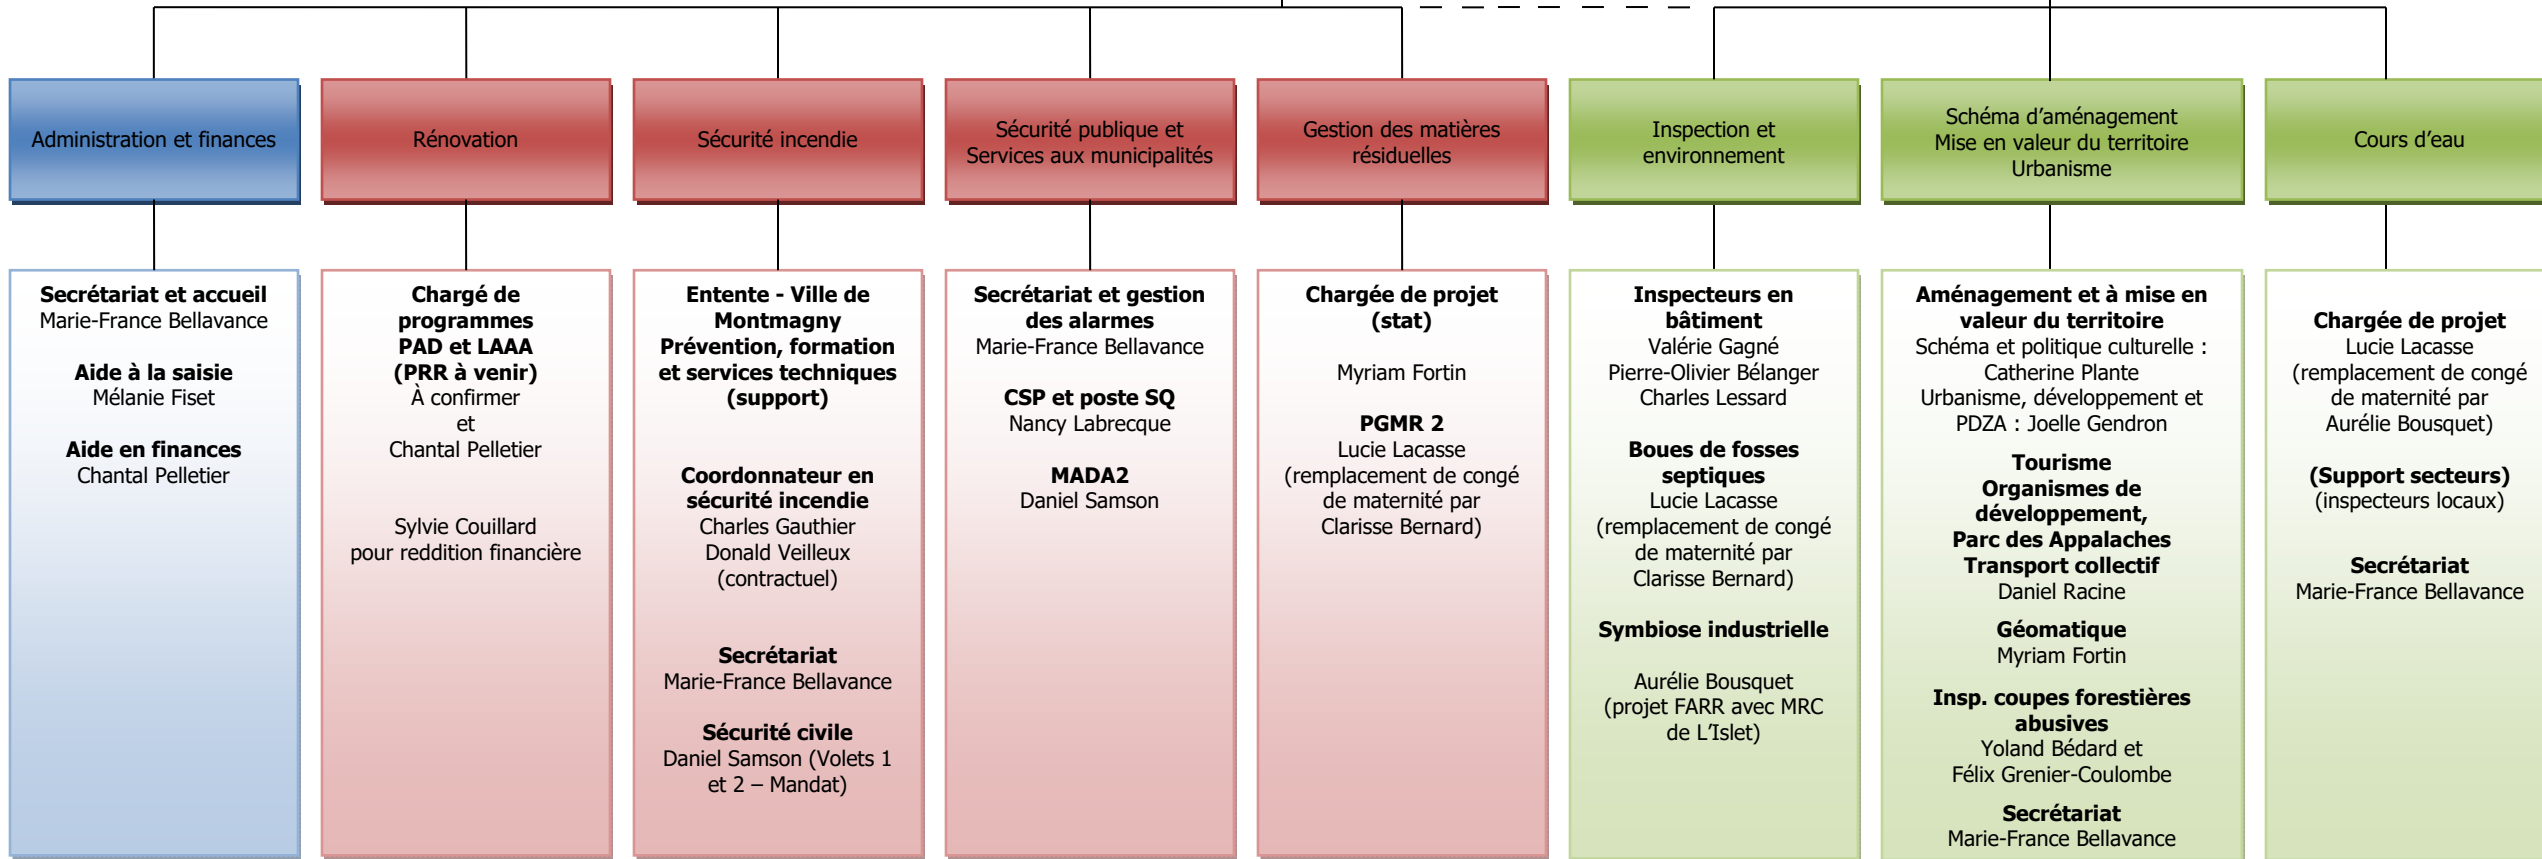 Administration et finances
Rénovation
Sécurité incendie
Sécurité publique et
Services aux municipalités
Gestion des matières
résiduelles
Inspection et
environnement
Schéma d’aménagement
Mise en valeur du territoire
Urbanisme
Cours d’eau
Secrétariat et accueil
Marie-France Bellavance
Aide à la saisie
Mélanie Fiset
Aide en finances
Chantal Pelletier
Chargé de
programmes
PAD et LAAA
(PRR à venir)
À confirmer
et
Chantal Pelletier
Sylvie Couillard
pour reddition financière
Entente - Ville de
Montmagny
Prévention, formation
et services techniques
(support)
Coordonnateur en
sécurité incendie
Charles Gauthier
Donald Veilleux
(contractuel)
Secrétariat
Marie-France Bellavance
Sécurité civile
Daniel Samson (Volets 1
et 2 – Mandat)
Secrétariat et gestion
des alarmes
Marie-France Bellavance
CSP et poste SQ
Nancy Labrecque
MADA2
Daniel Samson
Chargée de projet
(stat)
Myriam Fortin
PGMR 2
Lucie Lacasse
(remplacement de congé
de maternité par
Clarisse Bernard)
Inspecteurs en
bâtiment
Valérie Gagné
Pierre-Olivier Bélanger
Charles Lessard
Boues de fosses
septiques
Lucie Lacasse
(remplacement de congé
de maternité par
Clarisse Bernard)
Symbiose industrielle
Aurélie Bousquet
(projet FARR avec MRC
de L’Islet)
Aménagement et à mise en
valeur du territoire
Schéma et politique culturelle :
Catherine Plante
Urbanisme, développement et
PDZA : Joelle Gendron
Tourisme
Organismes de
développement,
Parc des Appalaches
Transport collectif
Daniel Racine
Géomatique
Myriam Fortin
Insp. coupes forestières
abusives
Yoland Bédard et
Félix Grenier-Coulombe
Secrétariat
Marie-France Bellavance
Chargée de projet
Lucie Lacasse
(remplacement de congé
de maternité par
Aurélie Bousquet)
(Support secteurs)
(inspecteurs locaux)
Secrétariat
Marie-France Bellavance